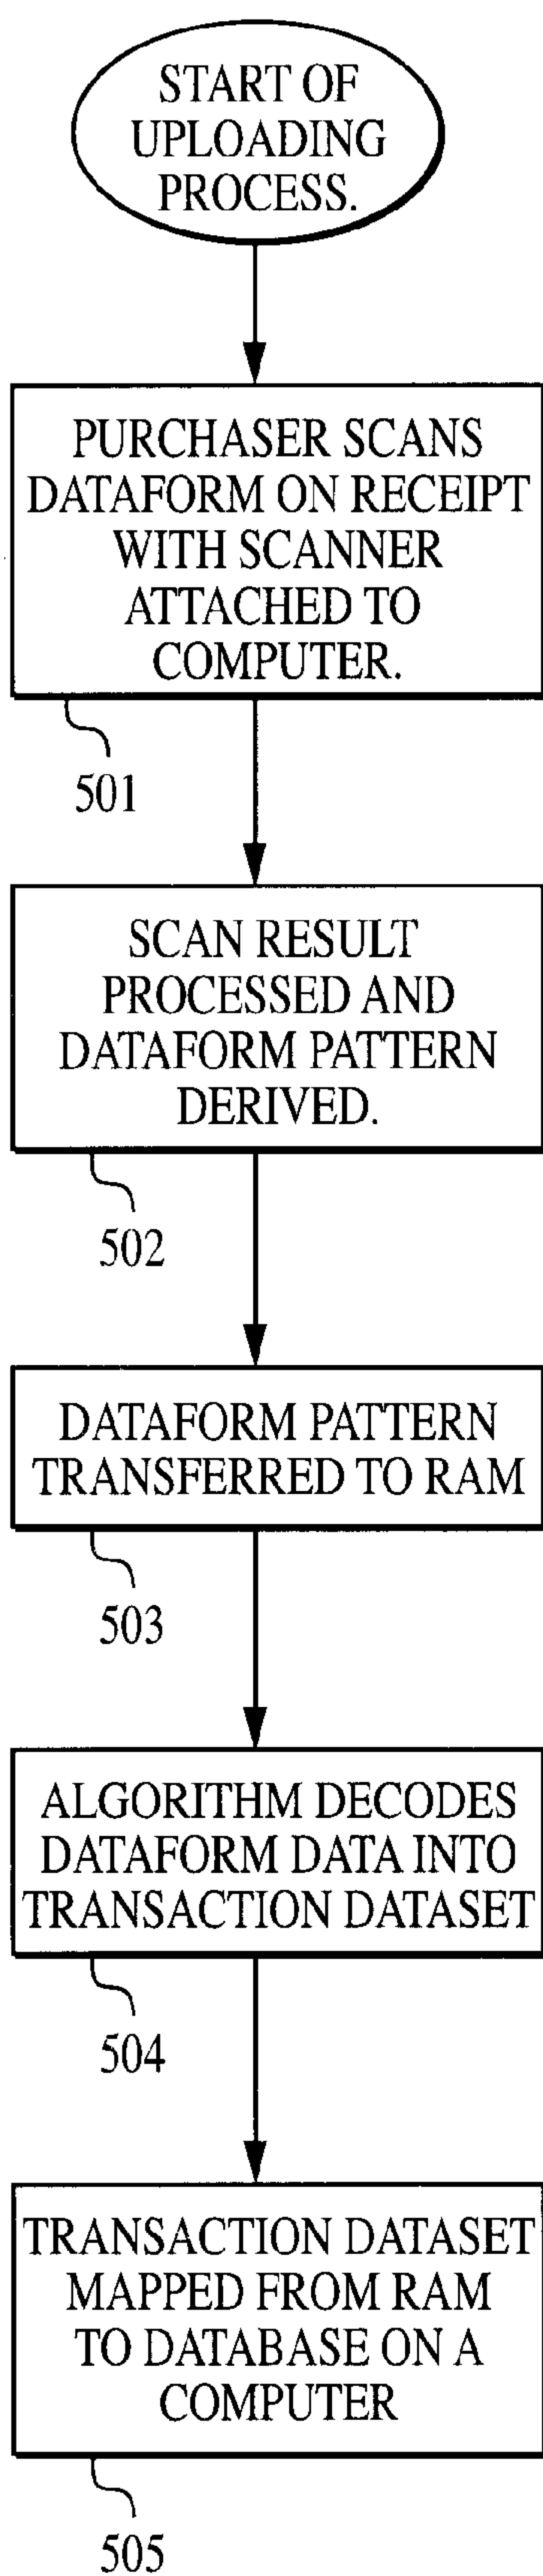 START OF
UPLOADING
PROCESS.
PURCHASER SCANS
DATAFORM ON RECEIPT
WITH SCANNER
ATTACHED TO
COMPUTER.
501
SCAN RESULT
PROCESSED AND
DATAFORM PATTERN
DERIVED.
502
DATAFORM PATTERN
TRANSFERRED TO RAM
503
ALGORITHM DECODES
DATAFORM DATA INTO
TRANSACTION DATASET
504
TRANSACTION DATASET
MAPPED FROM RAM
TO DATABASE ON A
COMPUTER
505